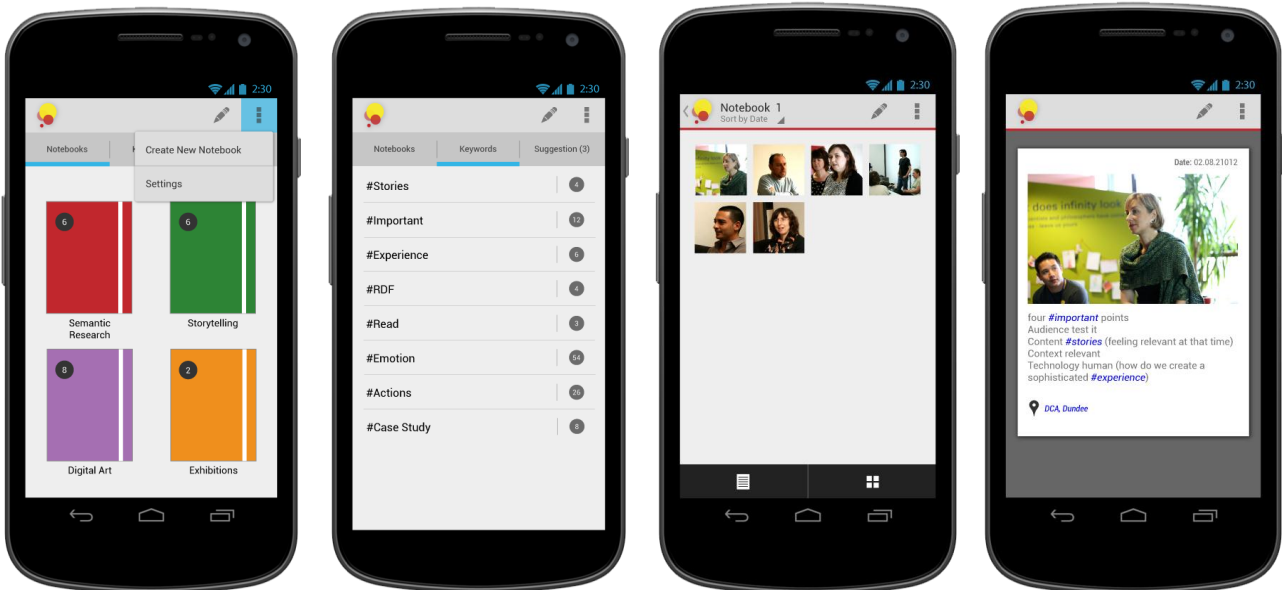 2:30
Notebooks
K
Create New Notebook
Settings
6
6
Semantic
Research
Storytelling
8
2
Digital Art
Exhibitions
2:30
Notebooks
Keywords
Suggestion (3)
#Stories
4
#Important
12
#Experience
6
#RDF
4
#Read
3
#Emotion
54
#Actions
26
#Case Study
8
2:30
Notebook 1
Sort by Date
2:30
Date: 02.08.21012
does infinity look
four #important points
Audience test it
Content #stories (feeling relevant at that time)
Context relevant
Technology human (how do we create a
sophisticated #experience)
DCA, Dundee